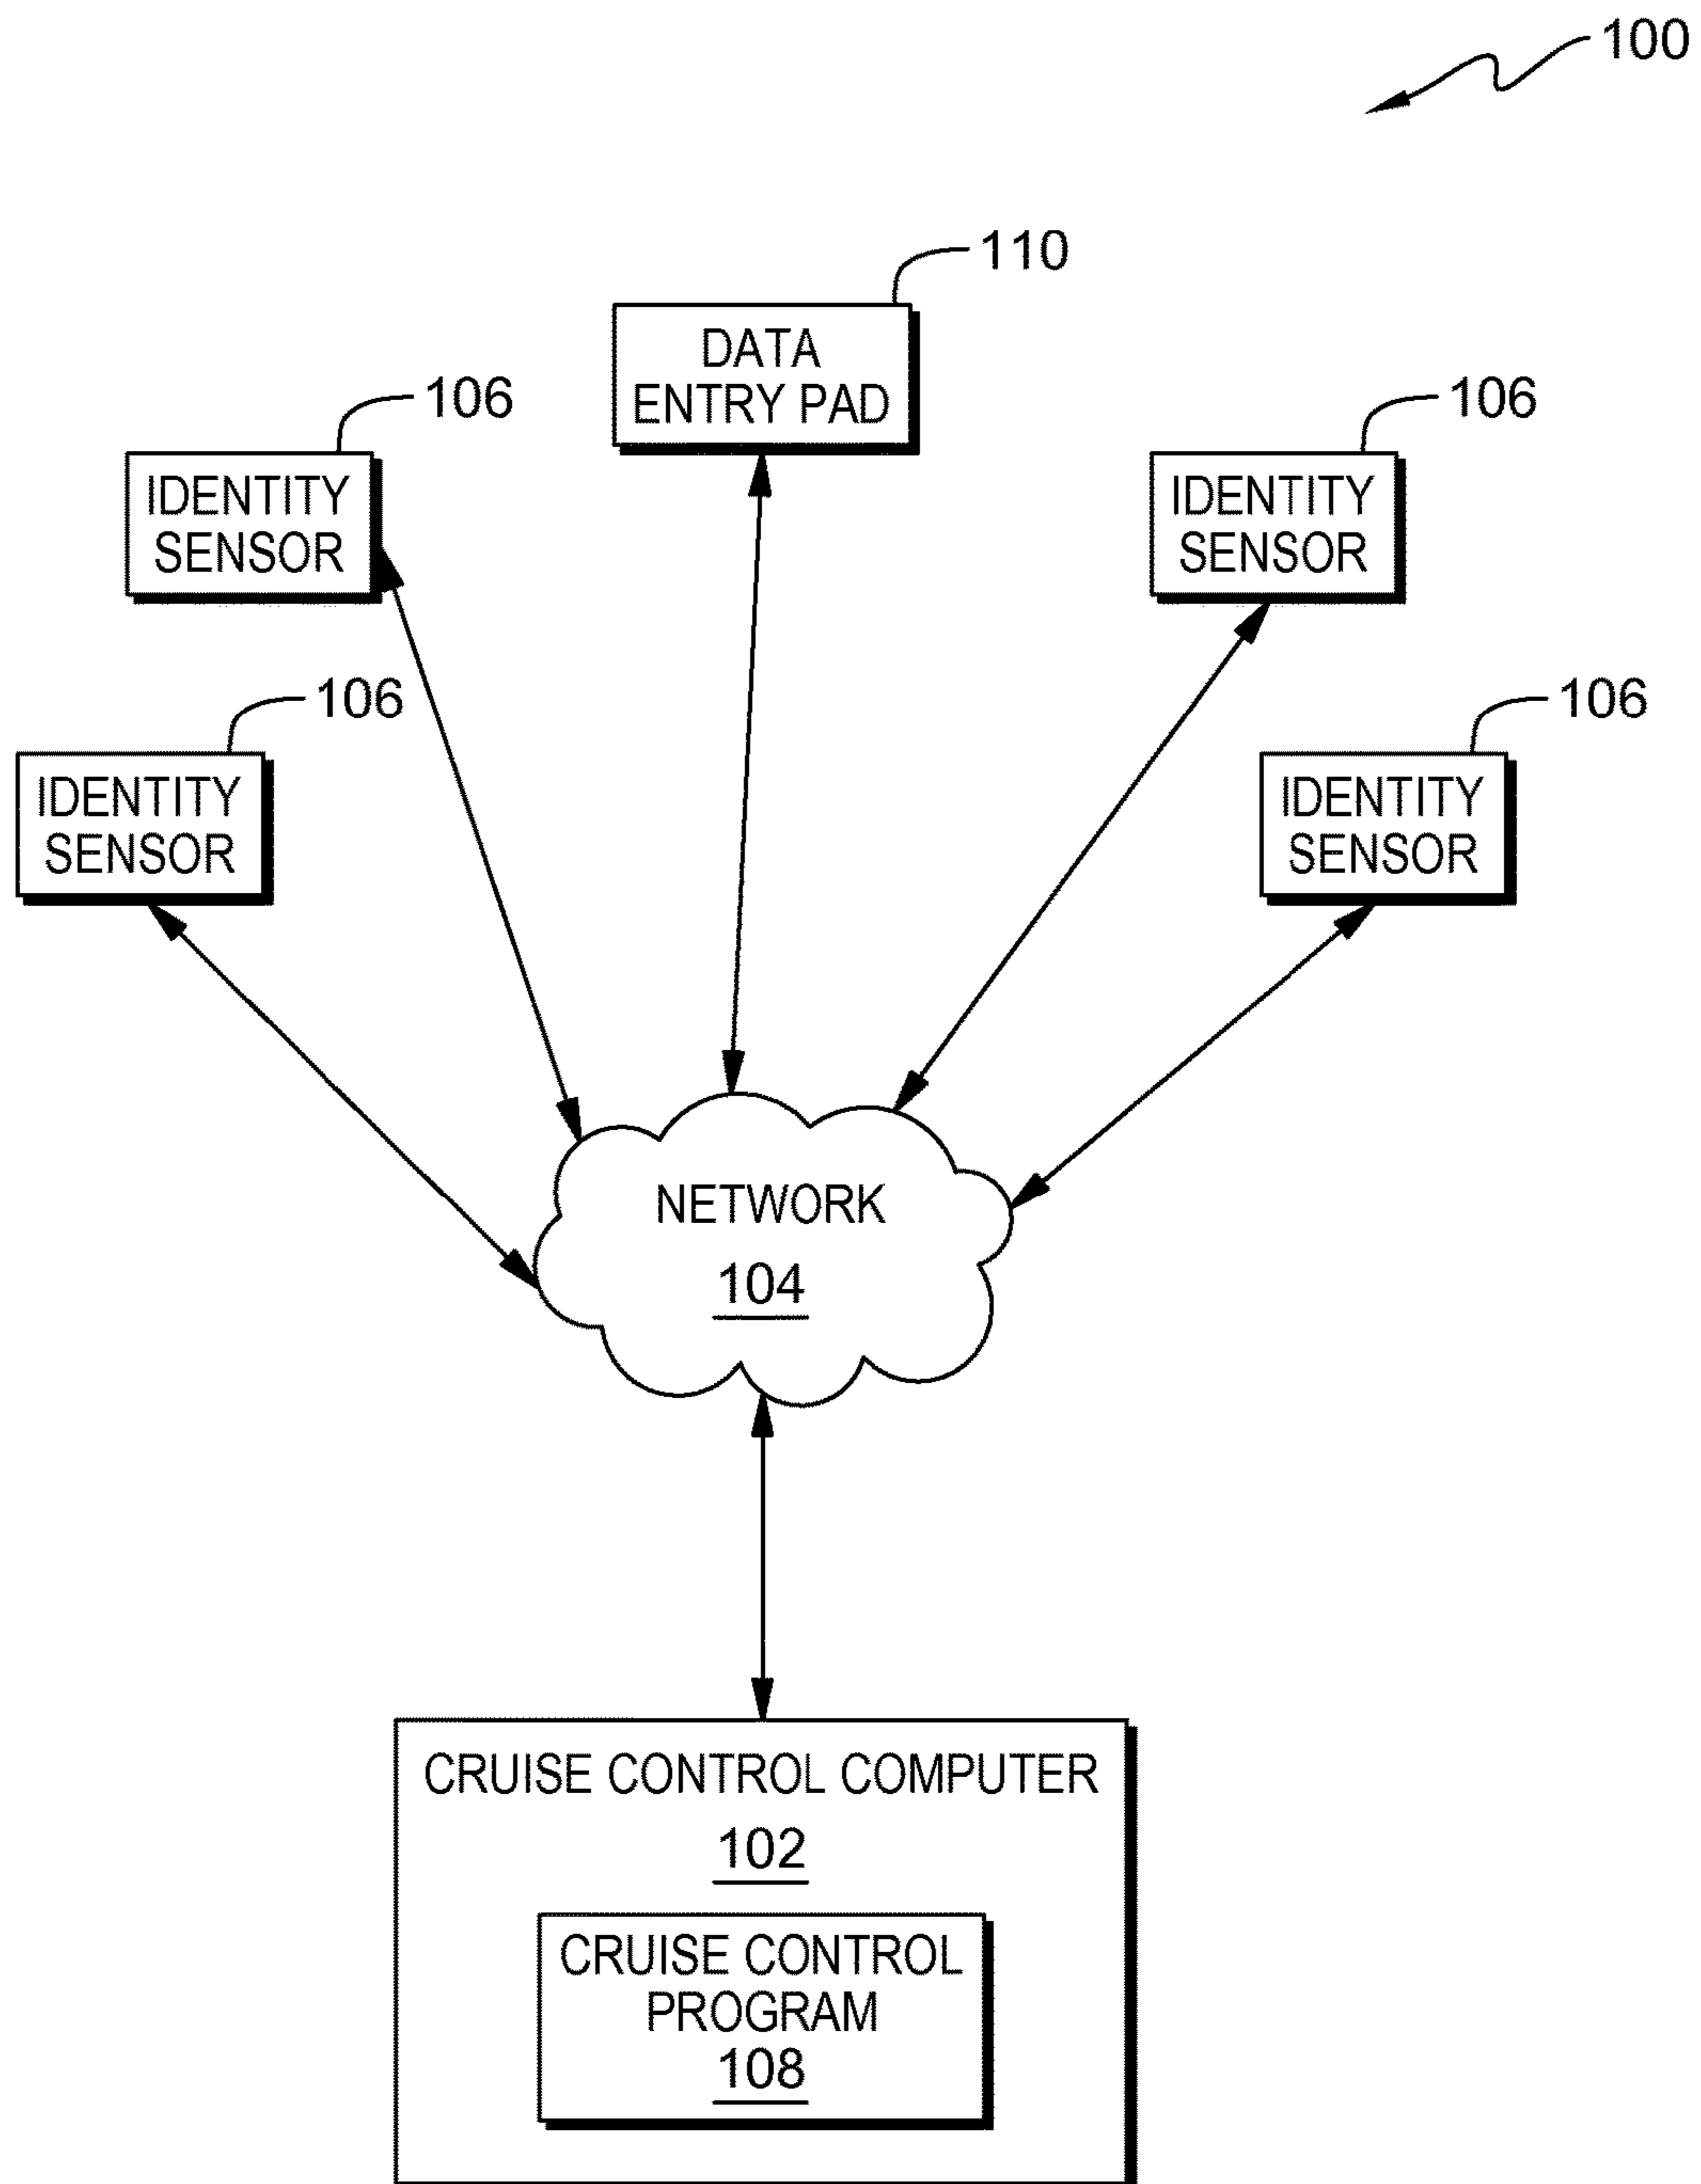 100
110
DATA
ENTRY PAD
106
IDENTITY
SENSOR
106
IDENTITY
SENSOR
106
IDENTITY
SENSOR
106
IDENTITY
SENSOR
NETWORK
104
CRUISE CONTROL COMPUTER
102
CRUISE CONTROL
PROGRAM
108